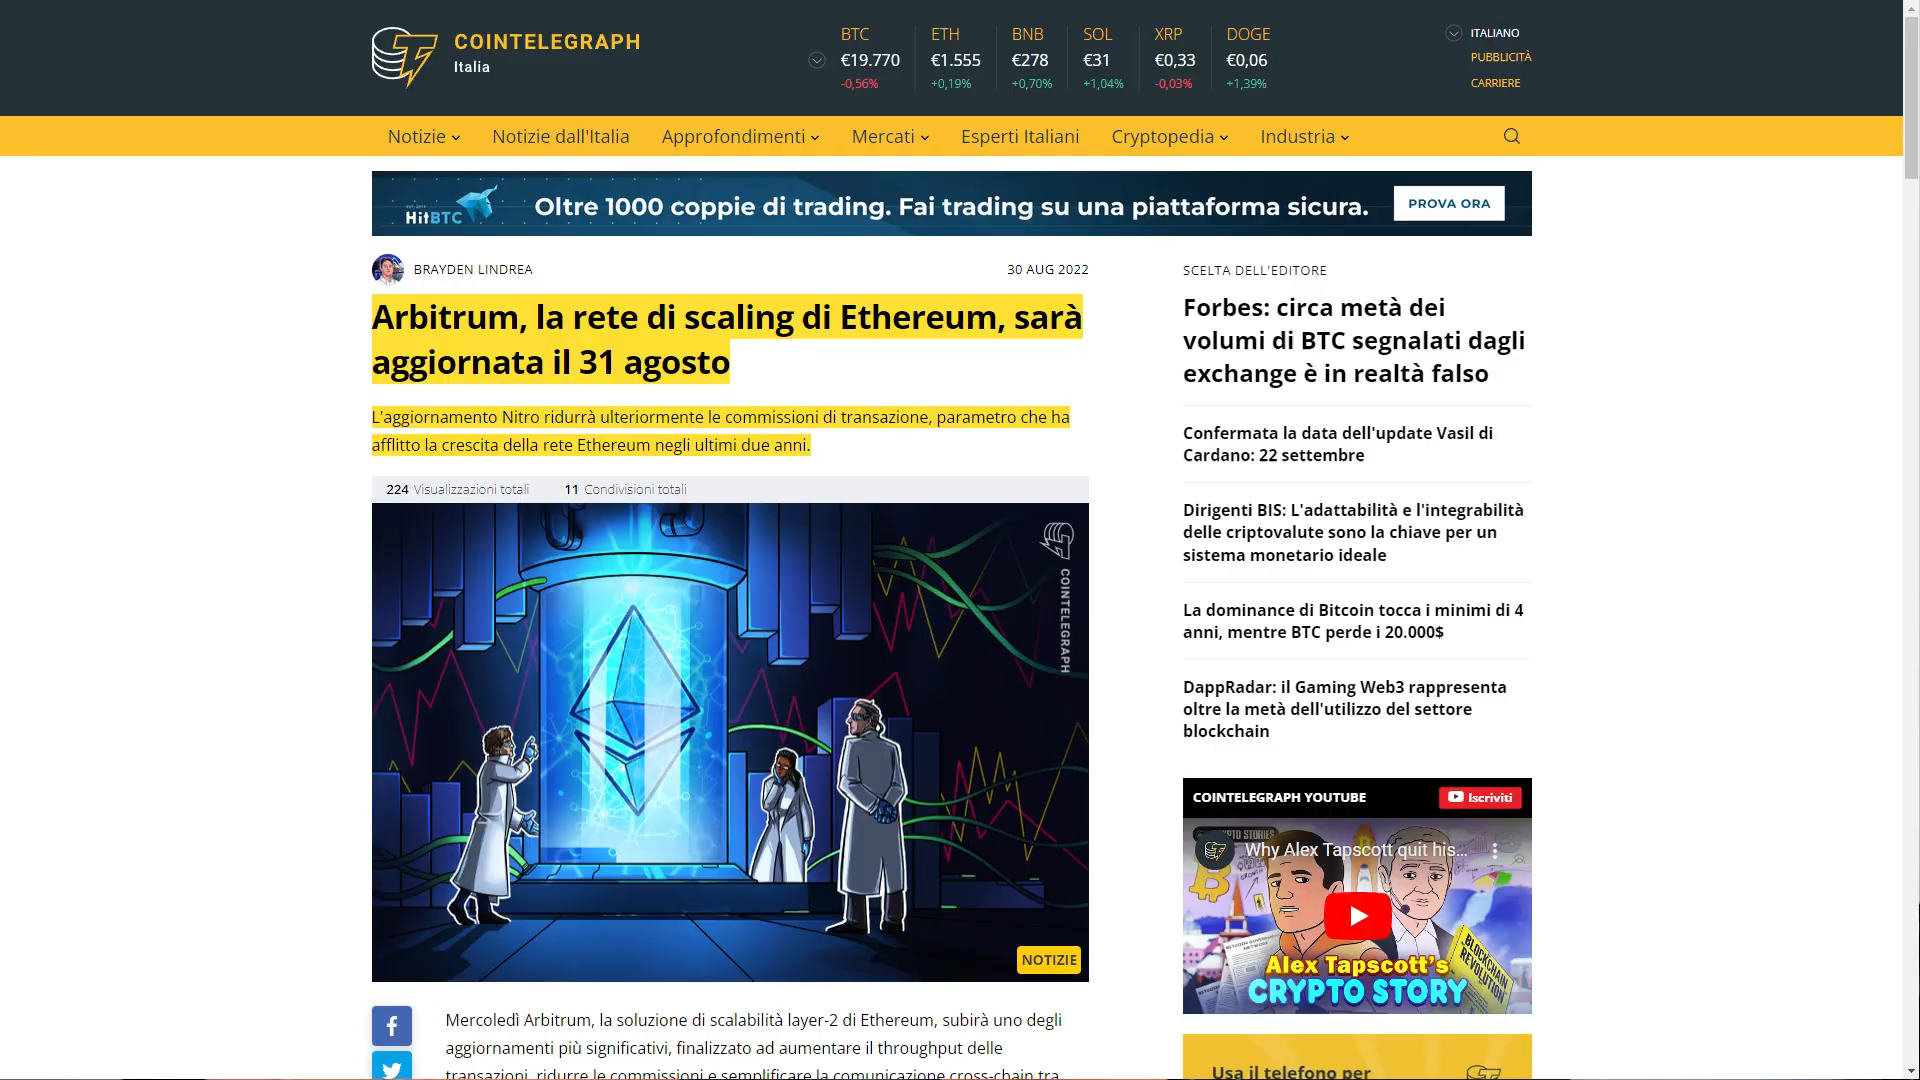 COINTELEGRAPH
Italia
BTC
€19.770
-0,56%
ETH
€1.555
+0,19%
BNB
€278
+0,70%
SOL
€31
+1,04%
XRP
€0,33
-0,03%
DOGE
€0,06
+1,39%
ITALIANO
PUBBLICITÀ
CARRIERE
Notizie
Notizie dall'Italia
Approfondimenti
Mercati
Esperti Italiani
Cryptopedia
Industria
HitBTC
Oltre 1000 coppie di trading. Fai trading su una piattaforma sicura.
PROVA ORA
BRAYDEN LINDREA
30 AUG 2022
Arbitrum, la rete di scaling di Ethereum, sarà
aggiornata il 31 agosto
L'aggiornamento Nitro ridurrà ulteriormente le commissioni di transazione, parametro che ha
afflitto la crescita della rete Ethereum negli ultimi due anni.
224 Visualizzazioni totali
11 Condivisioni totali
COINTELEGRAPH
NOTIZIE
Mercoledì Arbitrum, la soluzione di scalabilità layer-2 di Ethereum, subirà uno degli
aggiornamenti più significativi, finalizzato ad aumentare il throughput delle
transazioni, ridurre le commissioni e semplificare la comunicazione cross-chain tra
SCELTA DELL'EDITORE
Forbes: circa metà dei
volumi di BTC segnalati dagli
exchange è in realtà falso
Confermata la data dell'update Vasil di
Cardano: 22 settembre
Dirigenti BIS: L'adattabilità e l'integrabilità
delle criptovalute sono la chiave per un
sistema monetario ideale
La dominance di Bitcoin tocca i minimi di 4
anni, mentre BTC perde i 20.000$
DappRadar: il Gaming Web3 rappresenta
oltre la metà dell'utilizzo del settore
blockchain
COINTELEGRAPH YOUTUBE
Iscriviti
Why Alex Tapscott quit his...
BLOCKCHAIN
REVOLUTION
Alex Tapscott's
CRYPTO STORY
Usa il telefono per